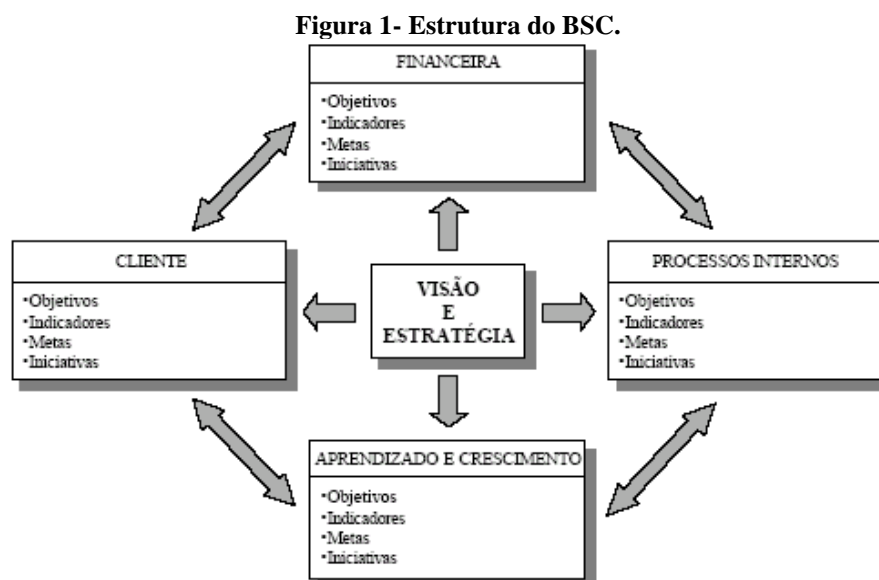 Figura 1- Estrutura do BSC.
FINANCEIRA
•Objetivos
•Indicadores
•Metas
•Iniciativas
CLIENTE
•Objetivos
•Indicadores
•Metas
•Iniciativas
VISÃO
E
ESTRATÉGIA
PROCESSOS INTERNOS
•Objetivos
•Indicadores
•Metas
•Iniciativas
APRENDIZADO E CRESCIMENTO
•Objetivos
•Indicadores
•Metas
•Iniciativas